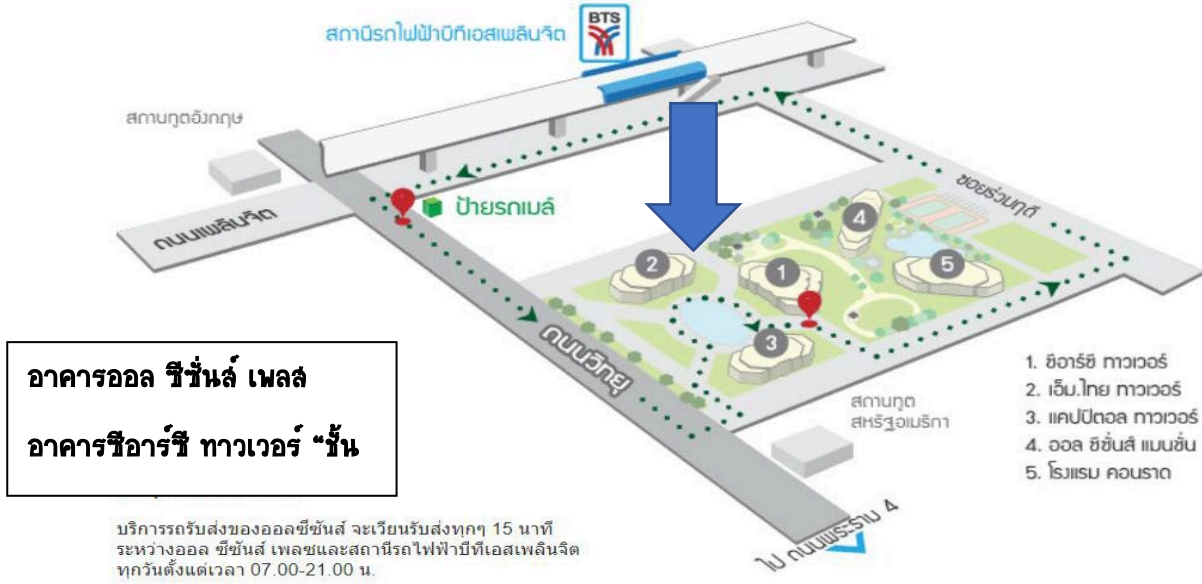 สถานีรถไฟฟ้าบีทีเอสเพลินจิต
BTS
สถานทูตอังกฤษ
ถนนเพลินจิต
ป้ายรถเมล์
ซอยร่วมฤดี
4
5
2
1
3
ถนนวิทยุ
อาคารออล ซีซั่นส์ เพลส
อาคารซีอาร์ซี ทาวเวอร์ “ชั้น
สถานทูต
สหรัฐอเมริกา
1. ซีอาร์ซี ทาวเวอร์
2. เอ็ม.ไทย ทาวเวอร์
3. แคปปิตอล ทาวเวอร์
4. ออล ซีซั่นส์ แมนชั่น
5. โรงแรม คอนราด
ไป ถนนพระราม 4
บริการรถรับส่งของออลซีซันส์ จะเวียนรับส่งทุกๆ 15 นาที
ระหว่างออล ซีซันส์ เพลซและสถานีรถไฟฟ้าบีทีเอสเพลินจิต
ทุกวันตั้งแต่เวลา 07.00-21.00 น.